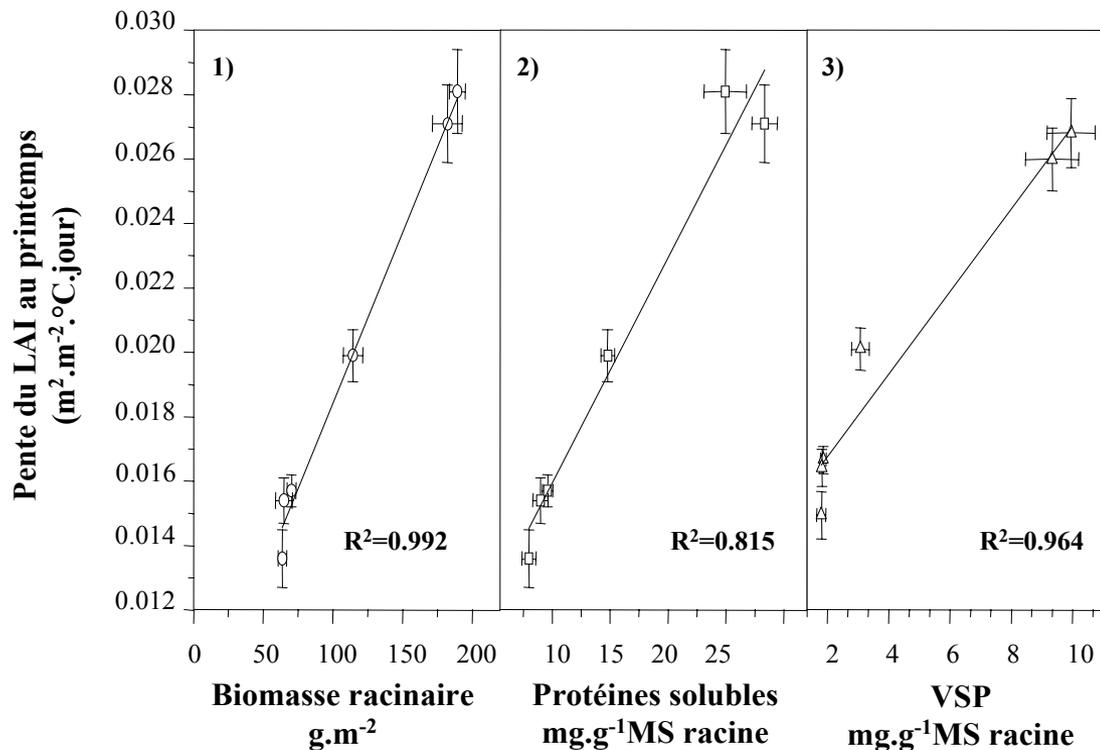 Pente du LAI au printemps
(m².m⁻².°C.jour)
0.030
0.028
0.026
0.024
0.022
0.020
0.018
0.016
0.014
0.012
1)
R²=0.992
0 50 100 150 200
Biomasse racinaire
g.m⁻²
2)
R²=0.815
10 15 20 25
Protéines solubles
mg.g⁻¹MS racine
3)
R²=0.964
2 4 6 8 10
VSP
mg.g⁻¹MS racine